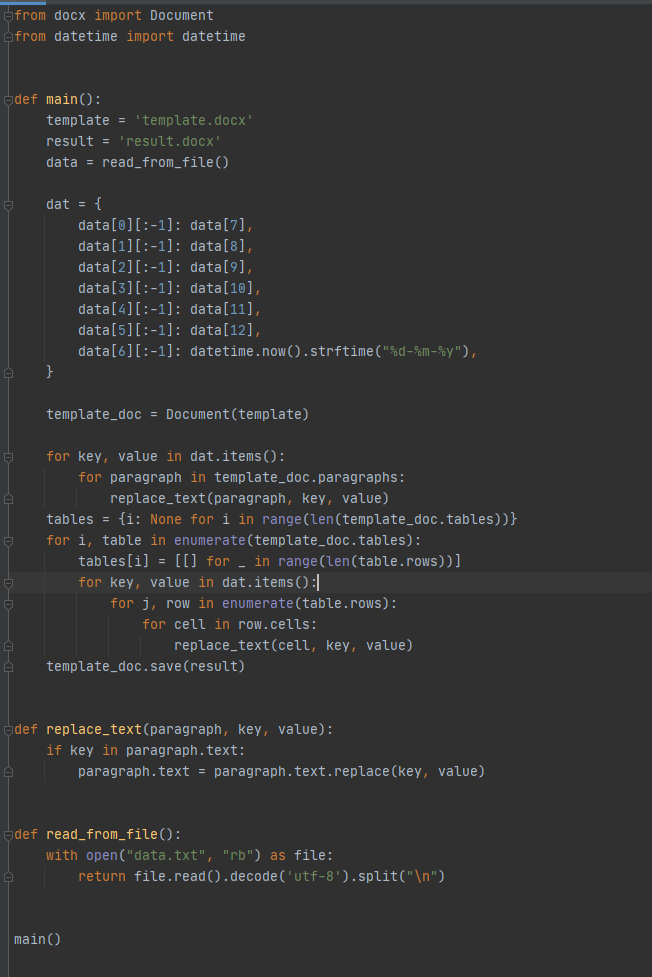 from docx import Document
from datetime import datetime
def main():
    template = 'template.docx'
    result = 'result.docx'
    data = read_from_file()
    dat = {
        data[0][:-1]: data[7],
        data[1][:-1]: data[8],
        data[2][:-1]: data[9],
        data[3][:-1]: data[10],
        data[4][:-1]: data[11],
        data[5][:-1]: data[12],
        data[6][:-1]: datetime.now().strftime("%d-%m-%y"),
    }
    template_doc = Document(template)
    for key, value in dat.items():
        for paragraph in template_doc.paragraphs:
            replace_text(paragraph, key, value)
    tables = {i: None for i in range(len(template_doc.tables))}
    for i, table in enumerate(template_doc.tables):
        tables[i] = [[] for _ in range(len(table.rows))]
        for key, value in dat.items():
            for j, row in enumerate(table.rows):
                for cell in row.cells:
                    replace_text(cell, key, value)
    template_doc.save(result)
def replace_text(paragraph, key, value):
    if key in paragraph.text:
        paragraph.text = paragraph.text.replace(key, value)
def read_from_file():
    with open("data.txt", "rb") as file:
        return file.read().decode('utf-8').split("\n")
main()